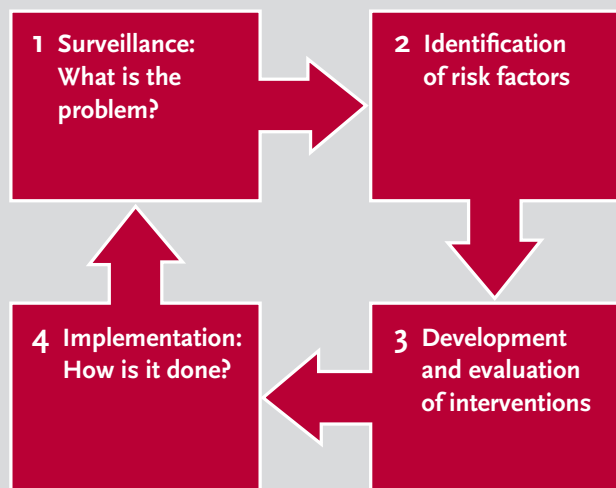 1 Surveillance:
What is the
problem?
2 Identification
of risk factors
3 Development
and evaluation
of interventions
4 Implementation:
How is it done?